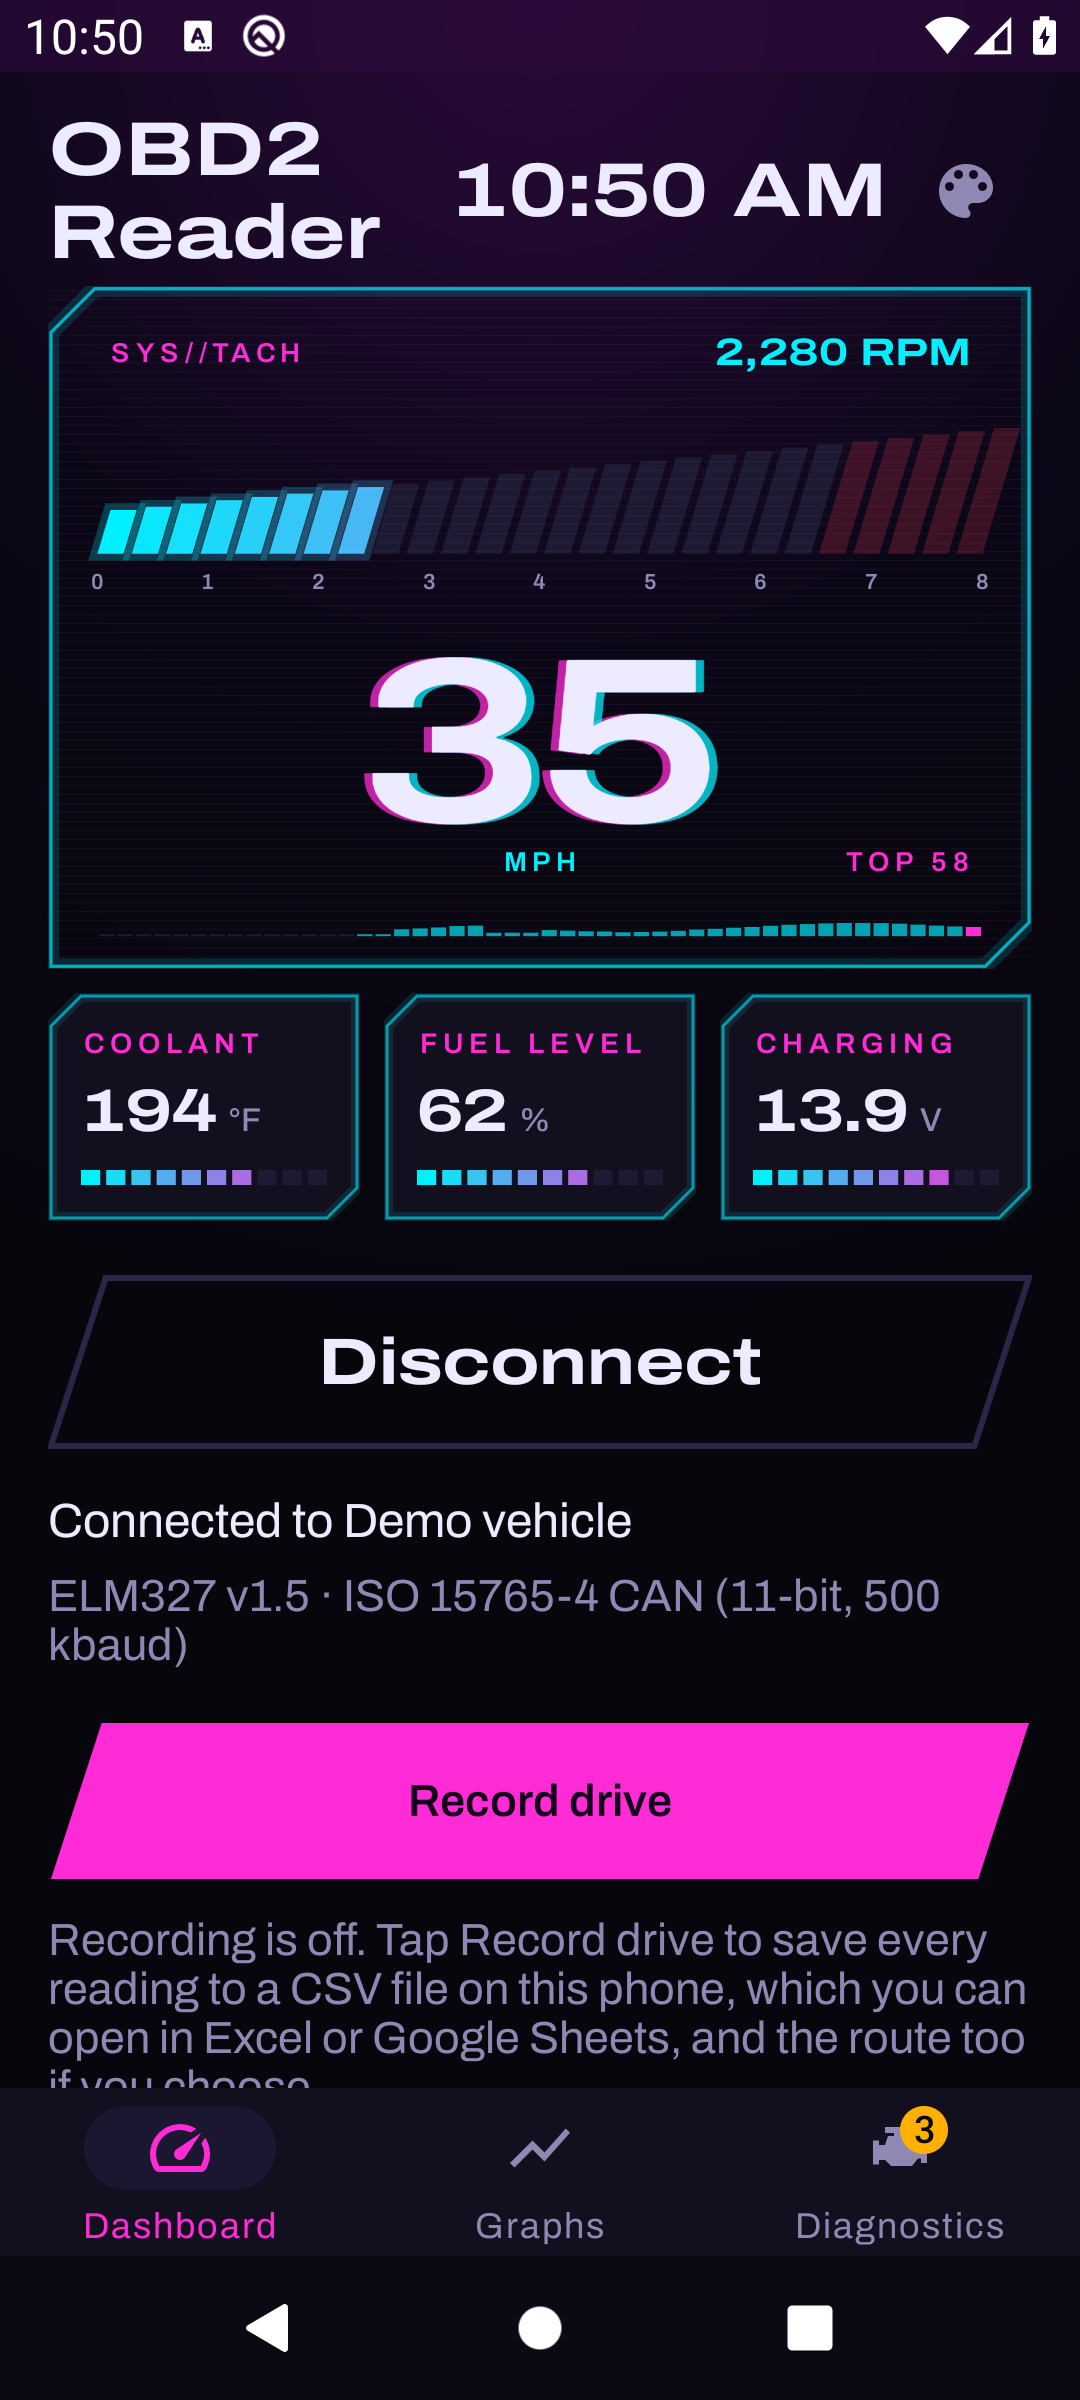 10:50
OBD2
Reader
10:50 AM
SYS//TACH
2,280 RPM
0 1 2 3 4 5 6 7 8
35
MPH
TOP 58
COOLANT
194 °F
FUEL LEVEL
62 %
CHARGING
13.9 V
Disconnect
Connected to Demo vehicle
ELM327 v1.5 · ISO 15765-4 CAN (11-bit, 500
kbaud)
Record drive
Recording is off. Tap Record drive to save every
reading to a CSV file on this phone, which you can
open in Excel or Google Sheets, and the route too
if you choose.
3
Dashboard
Graphs
Diagnostics